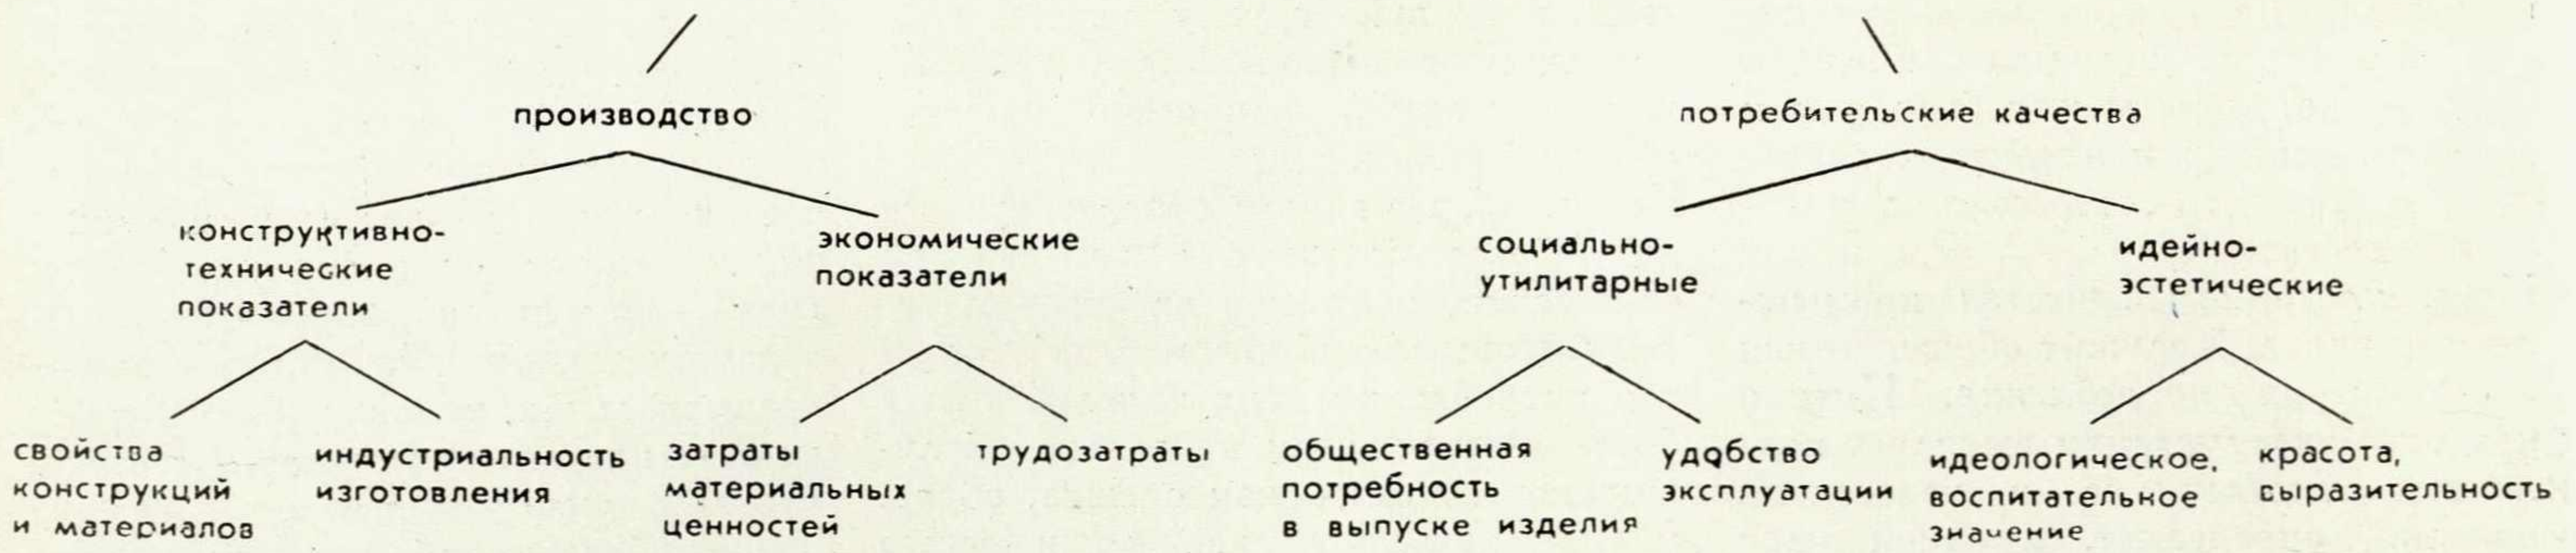 производство
потребительские качества
конструктивно-
технические
показатели
экономические
показатели
социально-
утилитарные
идейно-
эстетические
свойства
конструкций
и материалов
индустриальность
изготовления
затраты
материальных
ценностей
трудозатраты
общественная
потребность
в выпуске изделия
удобство
эксплуатации
идеологическое,
воспитательное
значение
красота,
выразительность